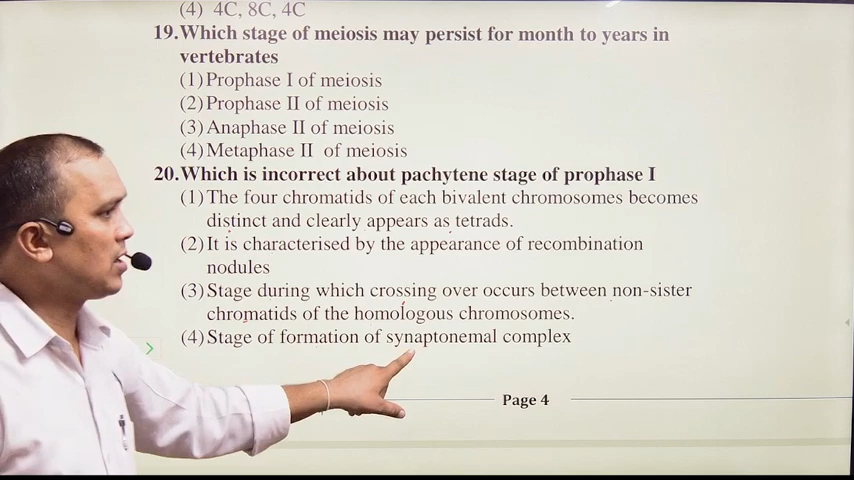 (4) 4C, 8C, 4C
19.Which stage of meiosis may persist for month to years in
vertebrates
(1)Prophase I of meiosis
(2)Prophase II of meiosis
(3)Anaphase II of meiosis
(4)Metaphase II of meiosis
20.Which is incorrect about pachytene stage of prophase I
(1)The four chromatids of each bivalent chromosomes becomes
distinct and clearly appears as tetrads.
(2)It is characterised by the appearance of recombination
nodules
(3)Stage during which crossing over occurs between non-sister
chromatids of the homologous chromosomes.
(4)Stage of formation of synaptonemal complex
Page 4